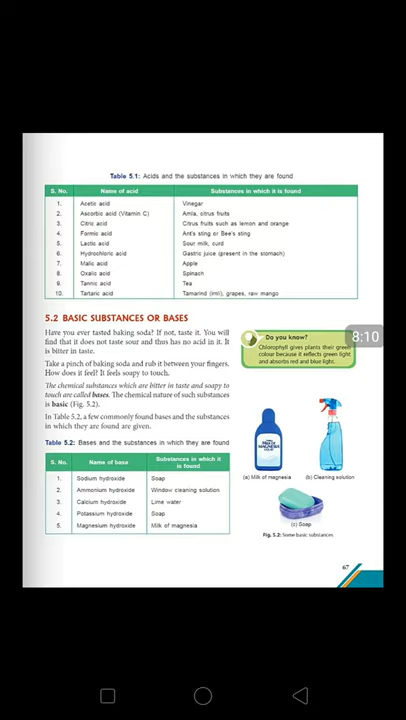 Table 5.1: Acids and the substances in which they are found
S. No. Name of acid Substances in which it is found
1. Acetic acid Vinegar
2. Ascorbic acid (Vitamin C) Amla, citrus fruits
3. Citric acid Citrus fruits such as lemon and orange
4. Formic acid Ant's sting or Bee's sting
5. Lactic acid Sour milk, curd
6. Hydrochloric acid Gastric juice (present in the stomach)
7. Malic acid Apple
8. Oxalic acid Spinach
9. Tannic acid Tea
10. Tartaric acid Tamarind (imli), grapes, raw mango
5.2 BASIC SUBSTANCES OR BASES
Have you ever tasted baking soda? If not, taste it. You will
find that it does not taste sour and thus has no acid in it. It
is bitter in taste.
Take a pinch of baking soda and rub it between your fingers.
How does it feel? It feels soapy to touch.
The chemical substances which are bitter in taste and soapy to
touch are called bases. The chemical nature of such substances
is basic (Fig. 5.2).
In Table 5.2, a few commonly found bases and the substances
in which they are found are given.
Do you know?
Chlorophyll gives plants their green
colour because it reflects green light
and absorbs red and blue light.
8:10
Table 5.2: Bases and the substances in which they are found
S. No. Name of base Substances in which it
is found
1. Sodium hydroxide Soap
2. Ammonium hydroxide Window cleaning solution
3. Calcium hydroxide Lime water
4. Potassium hydroxide Soap
5. Magnesium hydroxide Milk of magnesia
MILK OF
MAGNESIA
(a) Milk of magnesia (b) Cleaning solution
(c) Soap
Fig. 5.2: Some basic substances
67